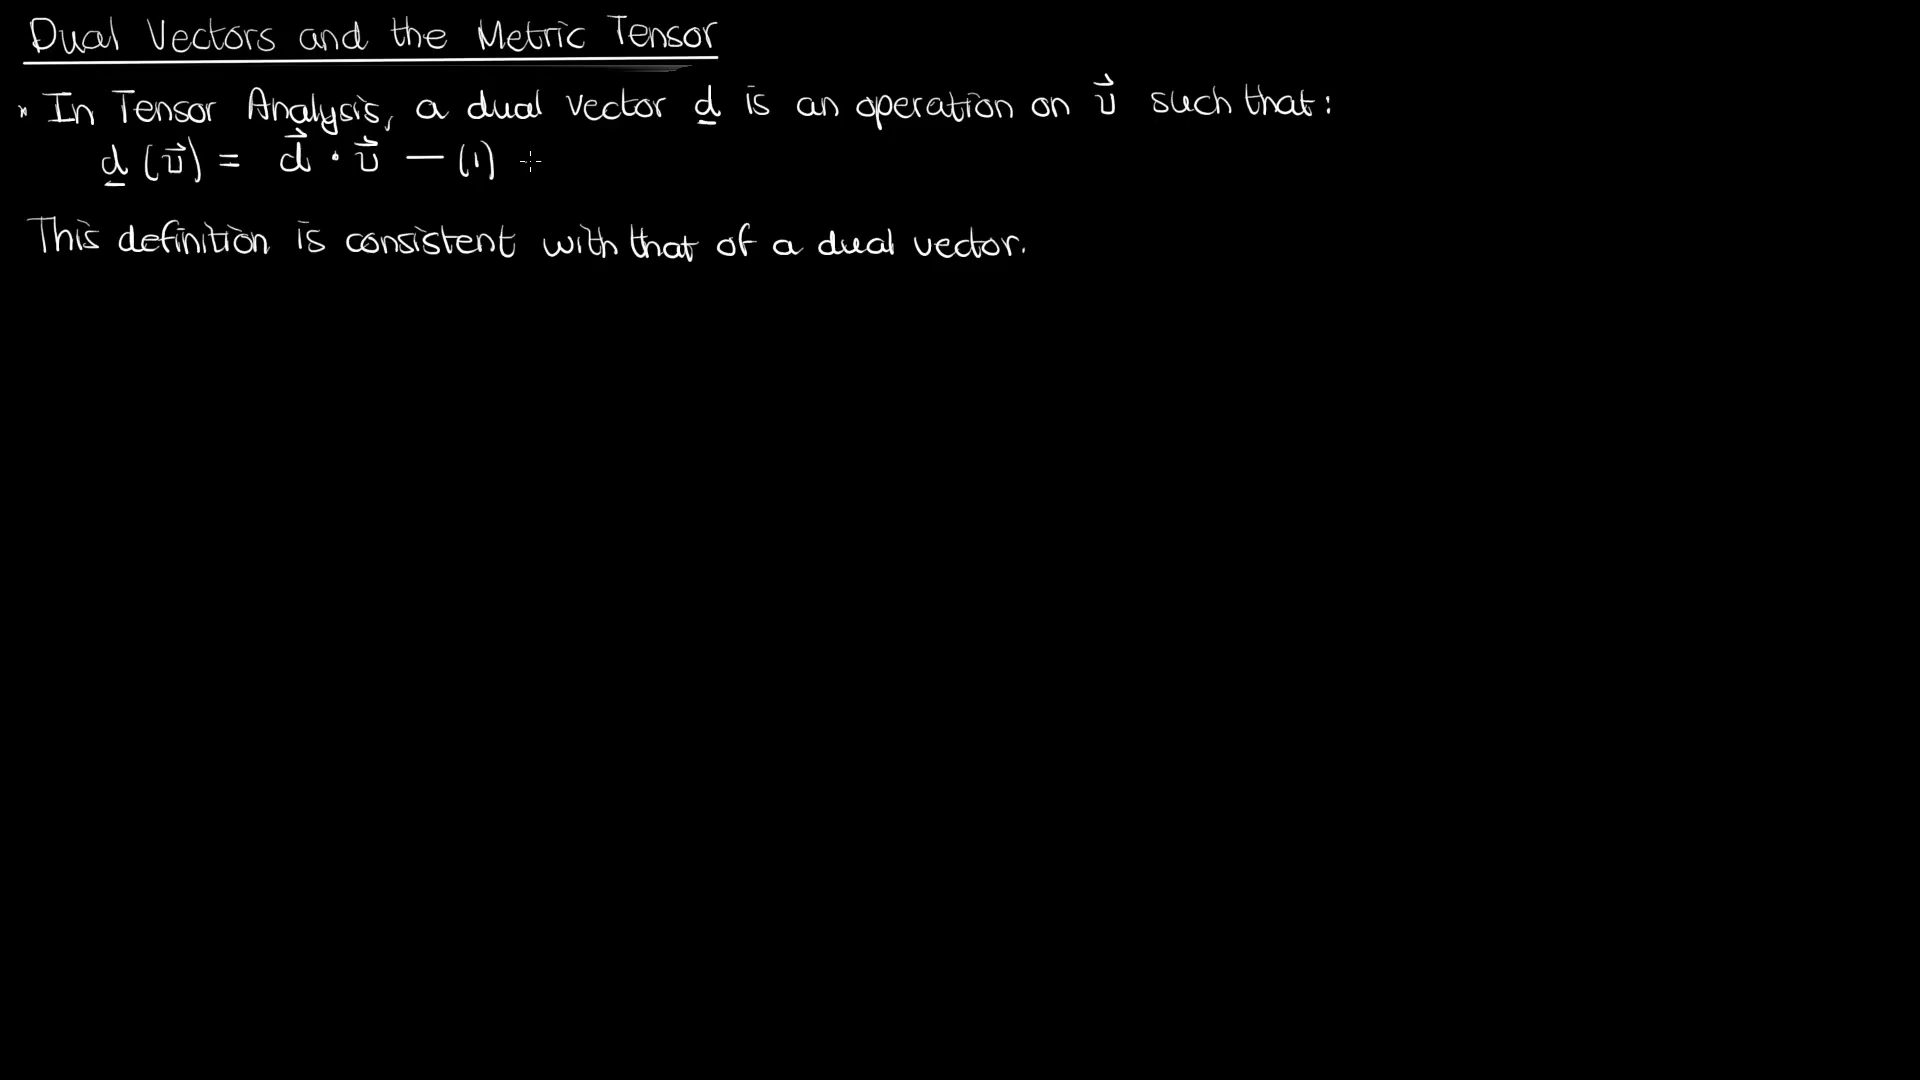 Dual Vectors and the Metric Tensor
* In Tensor Analysis, a dual vector d̲ is an operation on v⃗ such that:
d̲ (v⃗) = d⃗ · v⃗ — (1)
This definition is consistent with that of a dual vector.